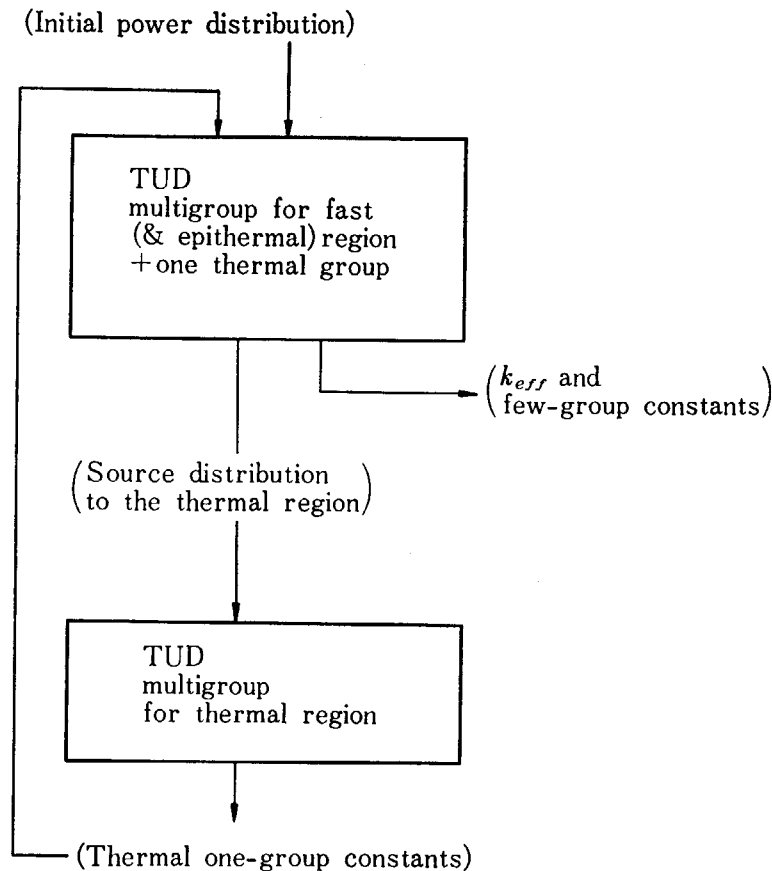 (Initial power distribution)
TUD
multigroup for fast
(& epithermal) region
+one thermal group
(k_eff and
few-group constants)
(Source distribution
to the thermal region)
TUD
multigroup
for thermal region
(Thermal one-group constants)